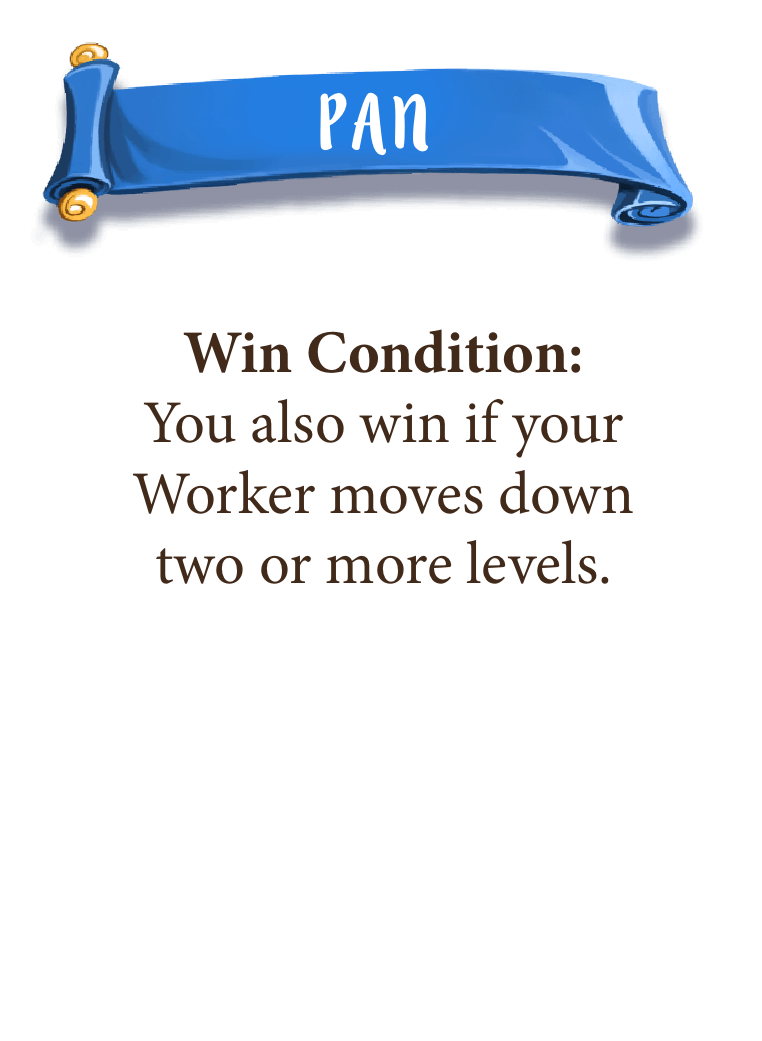 PAN
Win Condition:
You also win if your
Worker moves down
two or more levels.